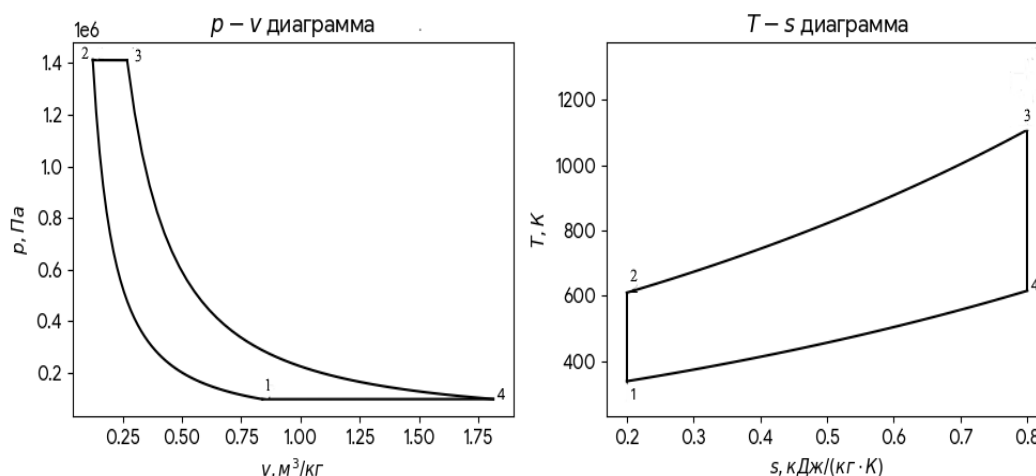 p – v диаграмма
1e6
2
3
1.4
1.2
1.0
0.8
0.6
0.4
0.2
1
4
0.25 0.50 0.75 1.00 1.25 1.50 1.75
v, м³/кг
p, Па
T – s диаграмма
1200
1000
800
600
400
3
2
4
1
0.2 0.3 0.4 0.5 0.6 0.7 0.8
s, кДж/(кг · К)
T, К